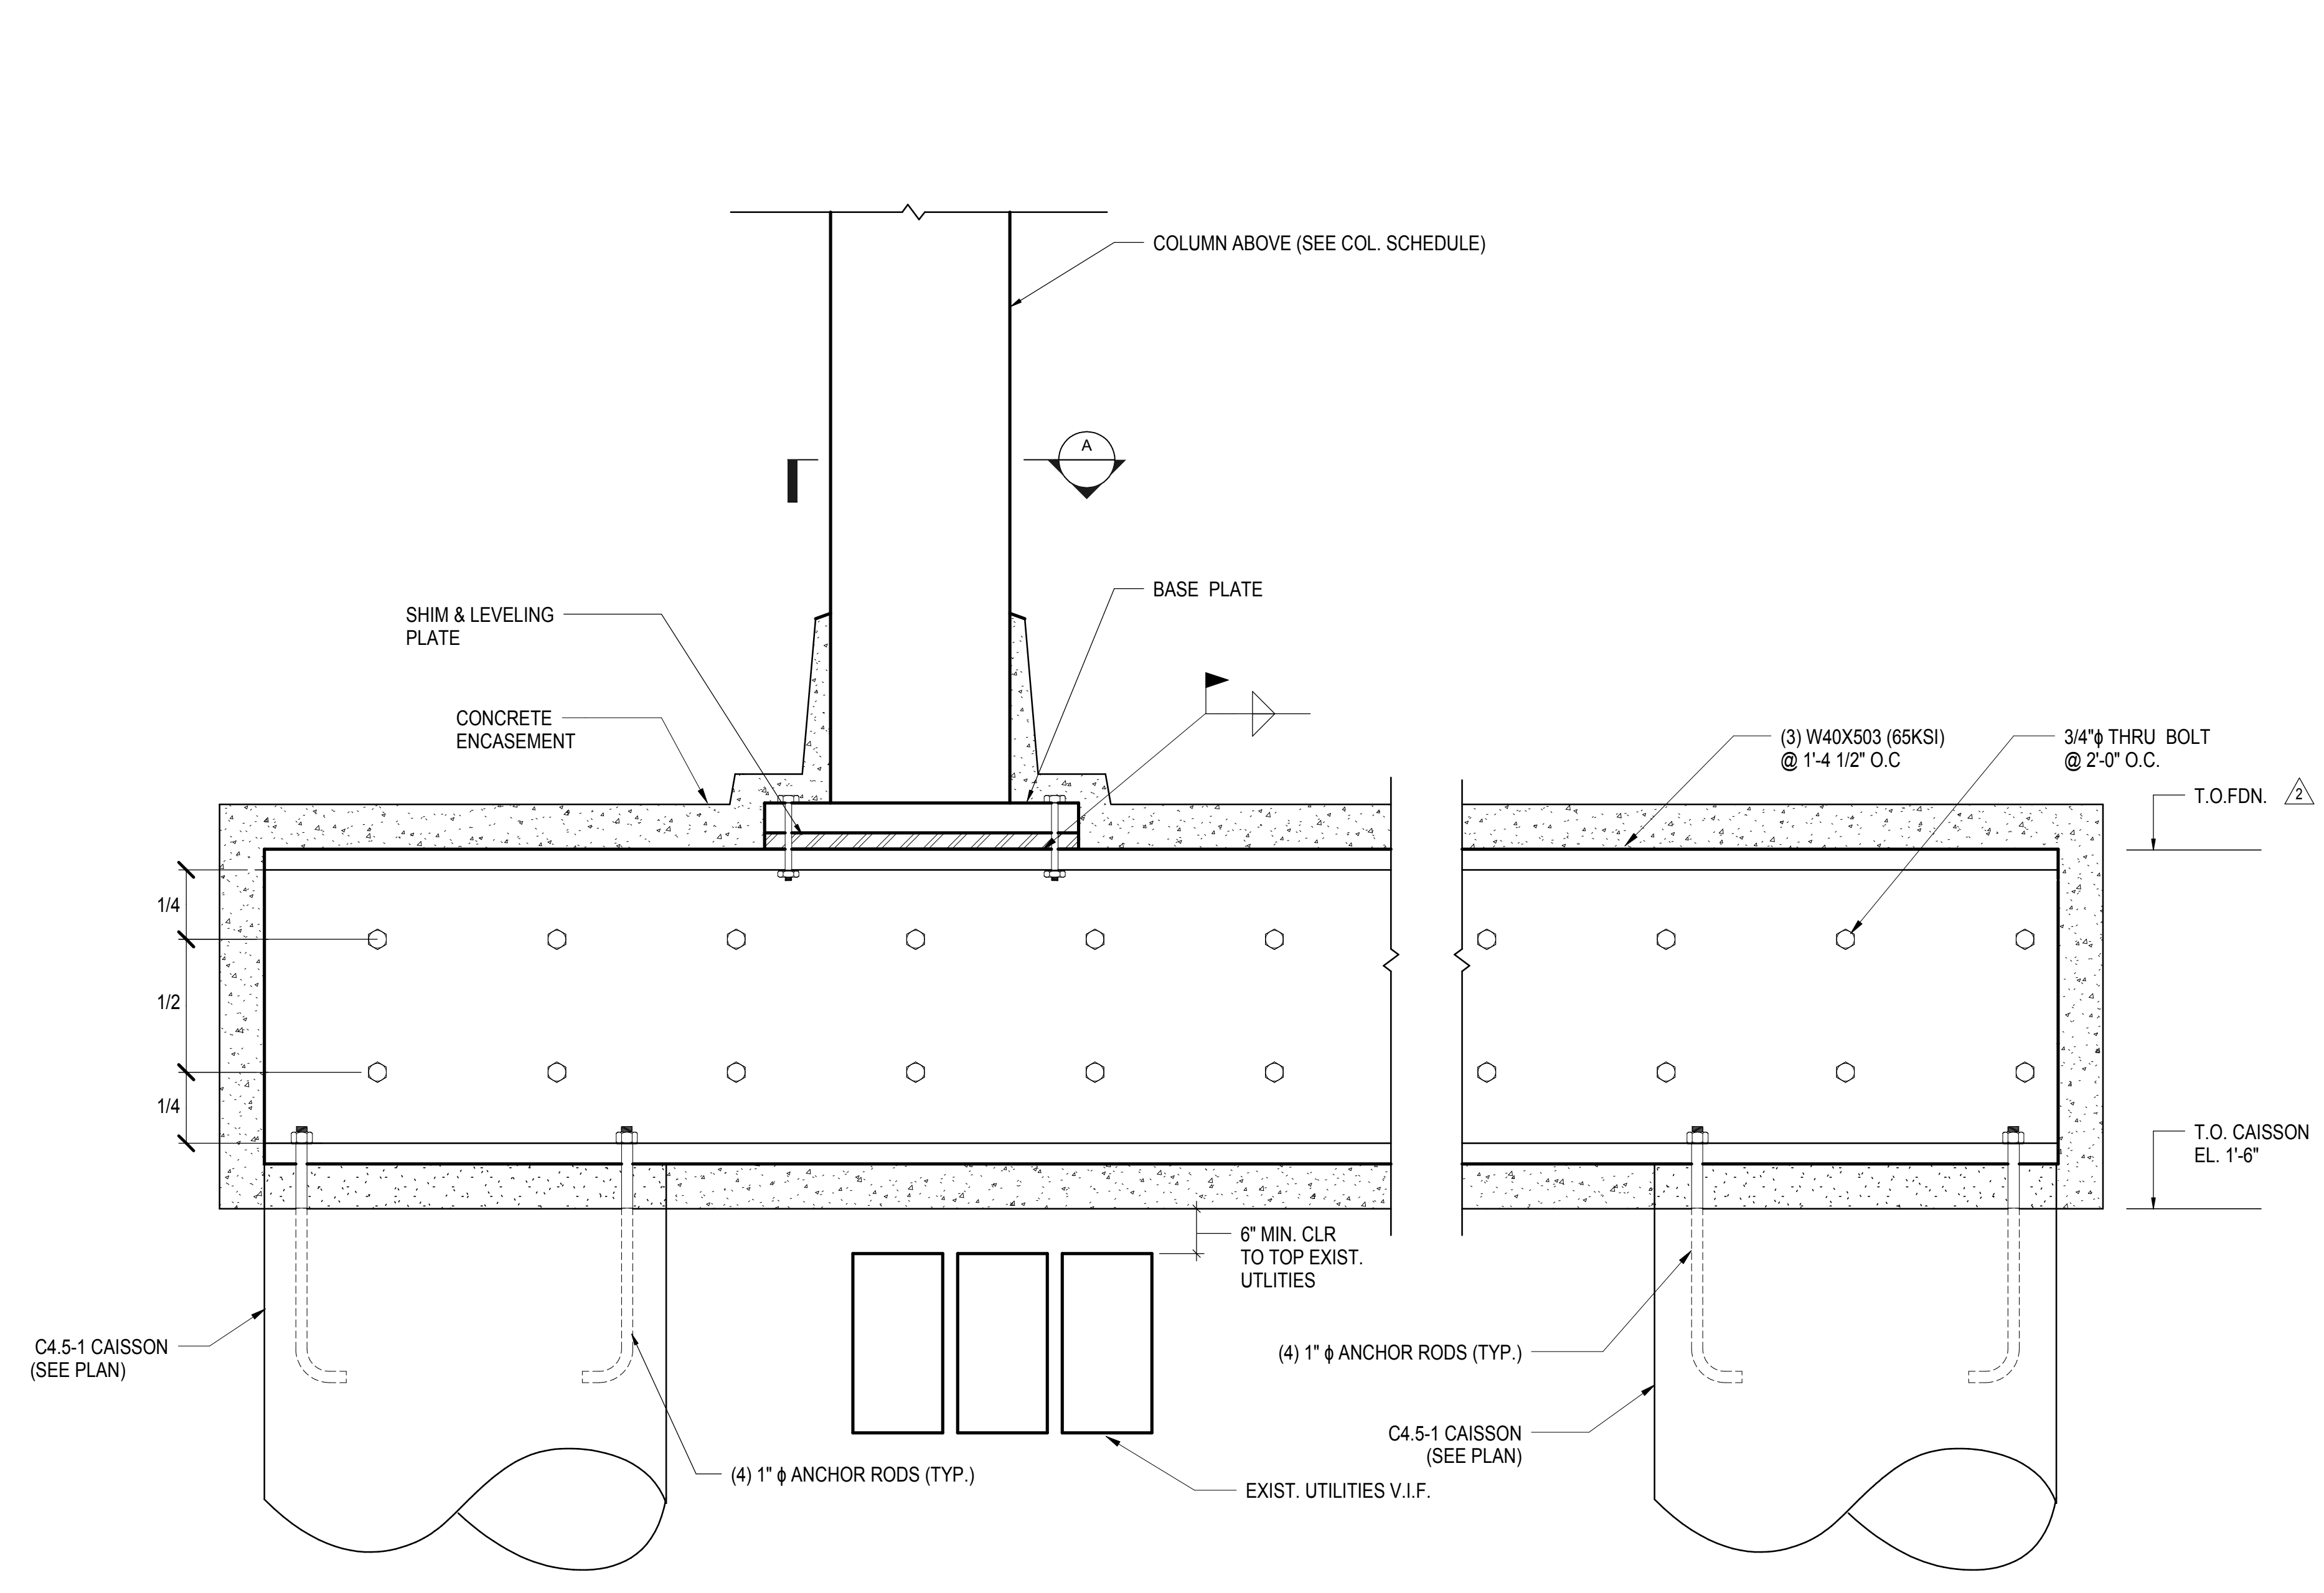 COLUMN ABOVE (SEE COL. SCHEDULE)
A
BASE PLATE
SHIM & LEVELING
PLATE
CONCRETE
ENCASEMENT
(3) W40X503 (65KSI)
@ 1'-4 1/2" O.C
3/4"ϕ THRU BOLT
@ 2'-0" O.C.
T.O.FDN.
2
1/4
1/2
1/4
T.O. CAISSON
EL. 1'-6"
6" MIN. CLR
TO TOP EXIST.
UTLITIES
C4.5-1 CAISSON
(SEE PLAN)
(4) 1" ϕ ANCHOR RODS (TYP.)
C4.5-1 CAISSON
(SEE PLAN)
(4) 1" ϕ ANCHOR RODS (TYP.)
EXIST. UTILITIES V.I.F.